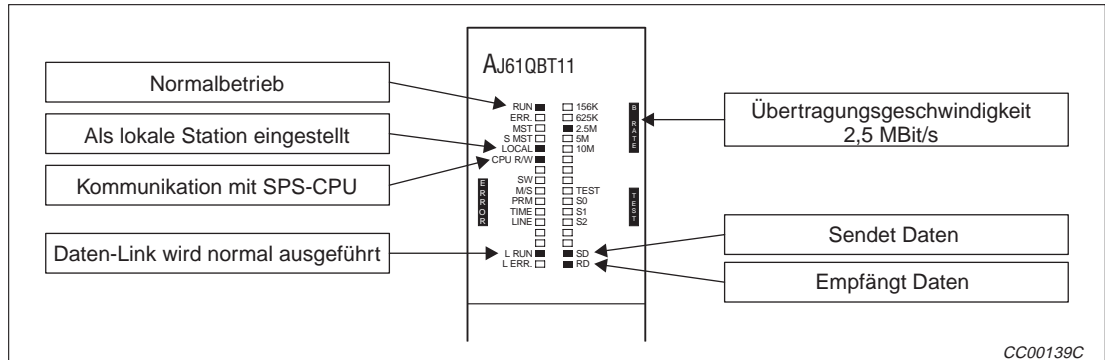 AJ61QBT11
Normalbetrieb
Als lokale Station eingestellt
Kommunikation mit SPS-CPU
Daten-Link wird normal ausgeführt
RUN
ERR.
MST
S MST
LOCAL
CPU R/W
SW
M/S
PRM
TIME
LINE
L RUN
L ERR.
ERROR
156K
625K
2.5M
5M
10M
TEST
S0
S1
S2
SD
RD
B RATE
TEST
Übertragungsgeschwindigkeit
2,5 MBit/s
Sendet Daten
Empfängt Daten
CC00139C